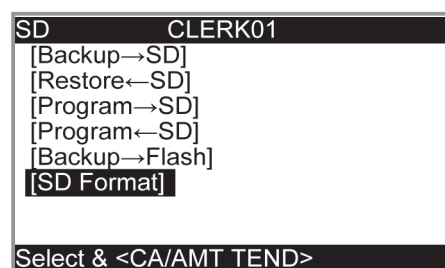 SD CLERK01
[Backup→SD]
[Restore←SD]
[Program→SD]
[Program←SD]
[Backup→Flash]
[SD Format]
Select & <CA/AMT TEND>